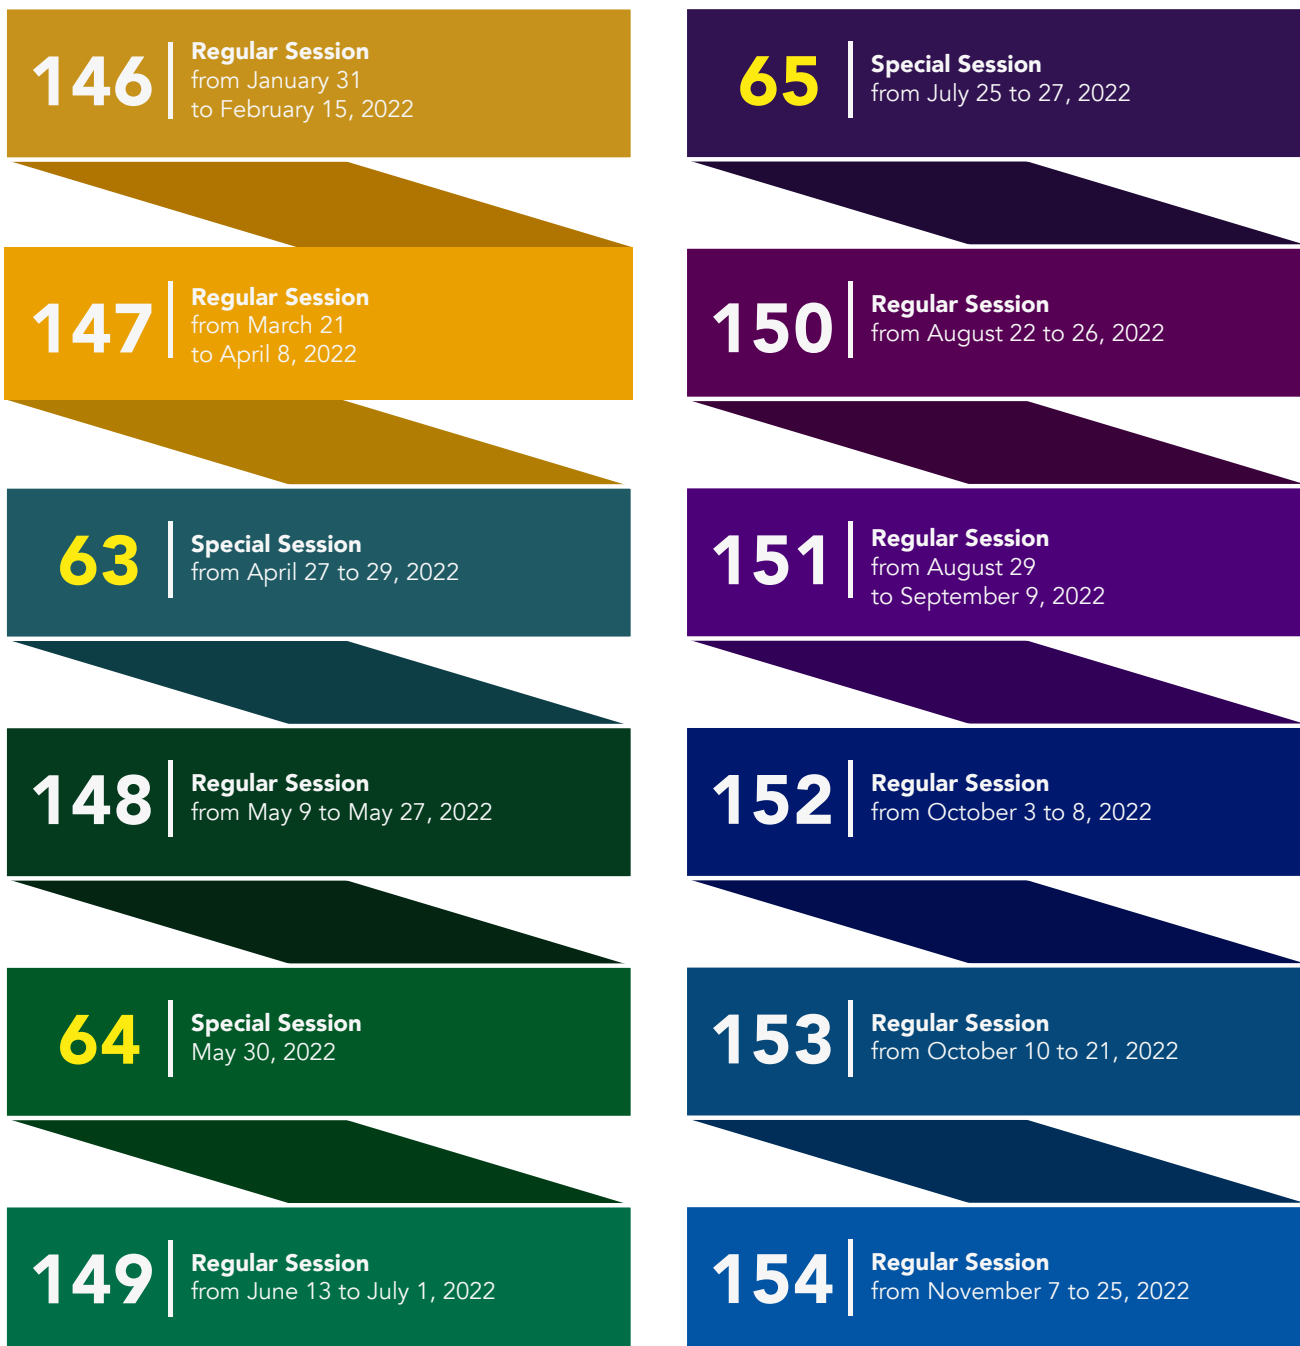 146
Regular Session
from January 31
to February 15, 2022
147
Regular Session
from March 21
to April 8, 2022
63
Special Session
from April 27 to 29, 2022
148
Regular Session
from May 9 to May 27, 2022
64
Special Session
May 30, 2022
149
Regular Session
from June 13 to July 1, 2022
65
Special Session
from July 25 to 27, 2022
150
Regular Session
from August 22 to 26, 2022
151
Regular Session
from August 29
to September 9, 2022
152
Regular Session
from October 3 to 8, 2022
153
Regular Session
from October 10 to 21, 2022
154
Regular Session
from November 7 to 25, 2022